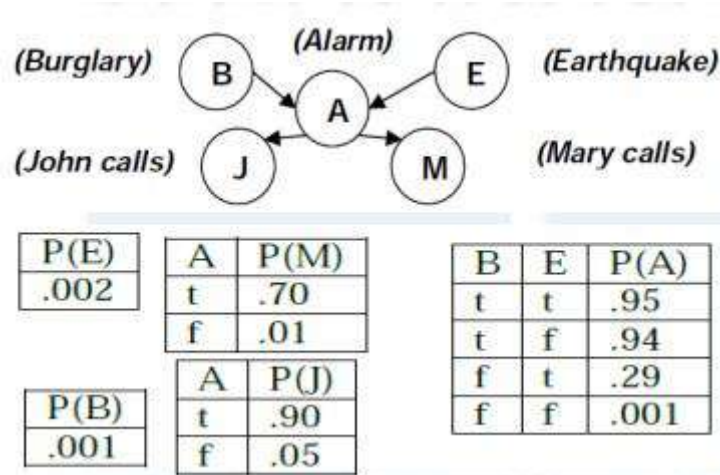 (Alarm)
(Burglary) B E (Earthquake)
A
(John calls) J M (Mary calls)
P(E)
.002
A P(M)
t .70
f .01
B E P(A)
t t .95
t f .94
f t .29
f f .001
P(B)
.001
A P(J)
t .90
f .05